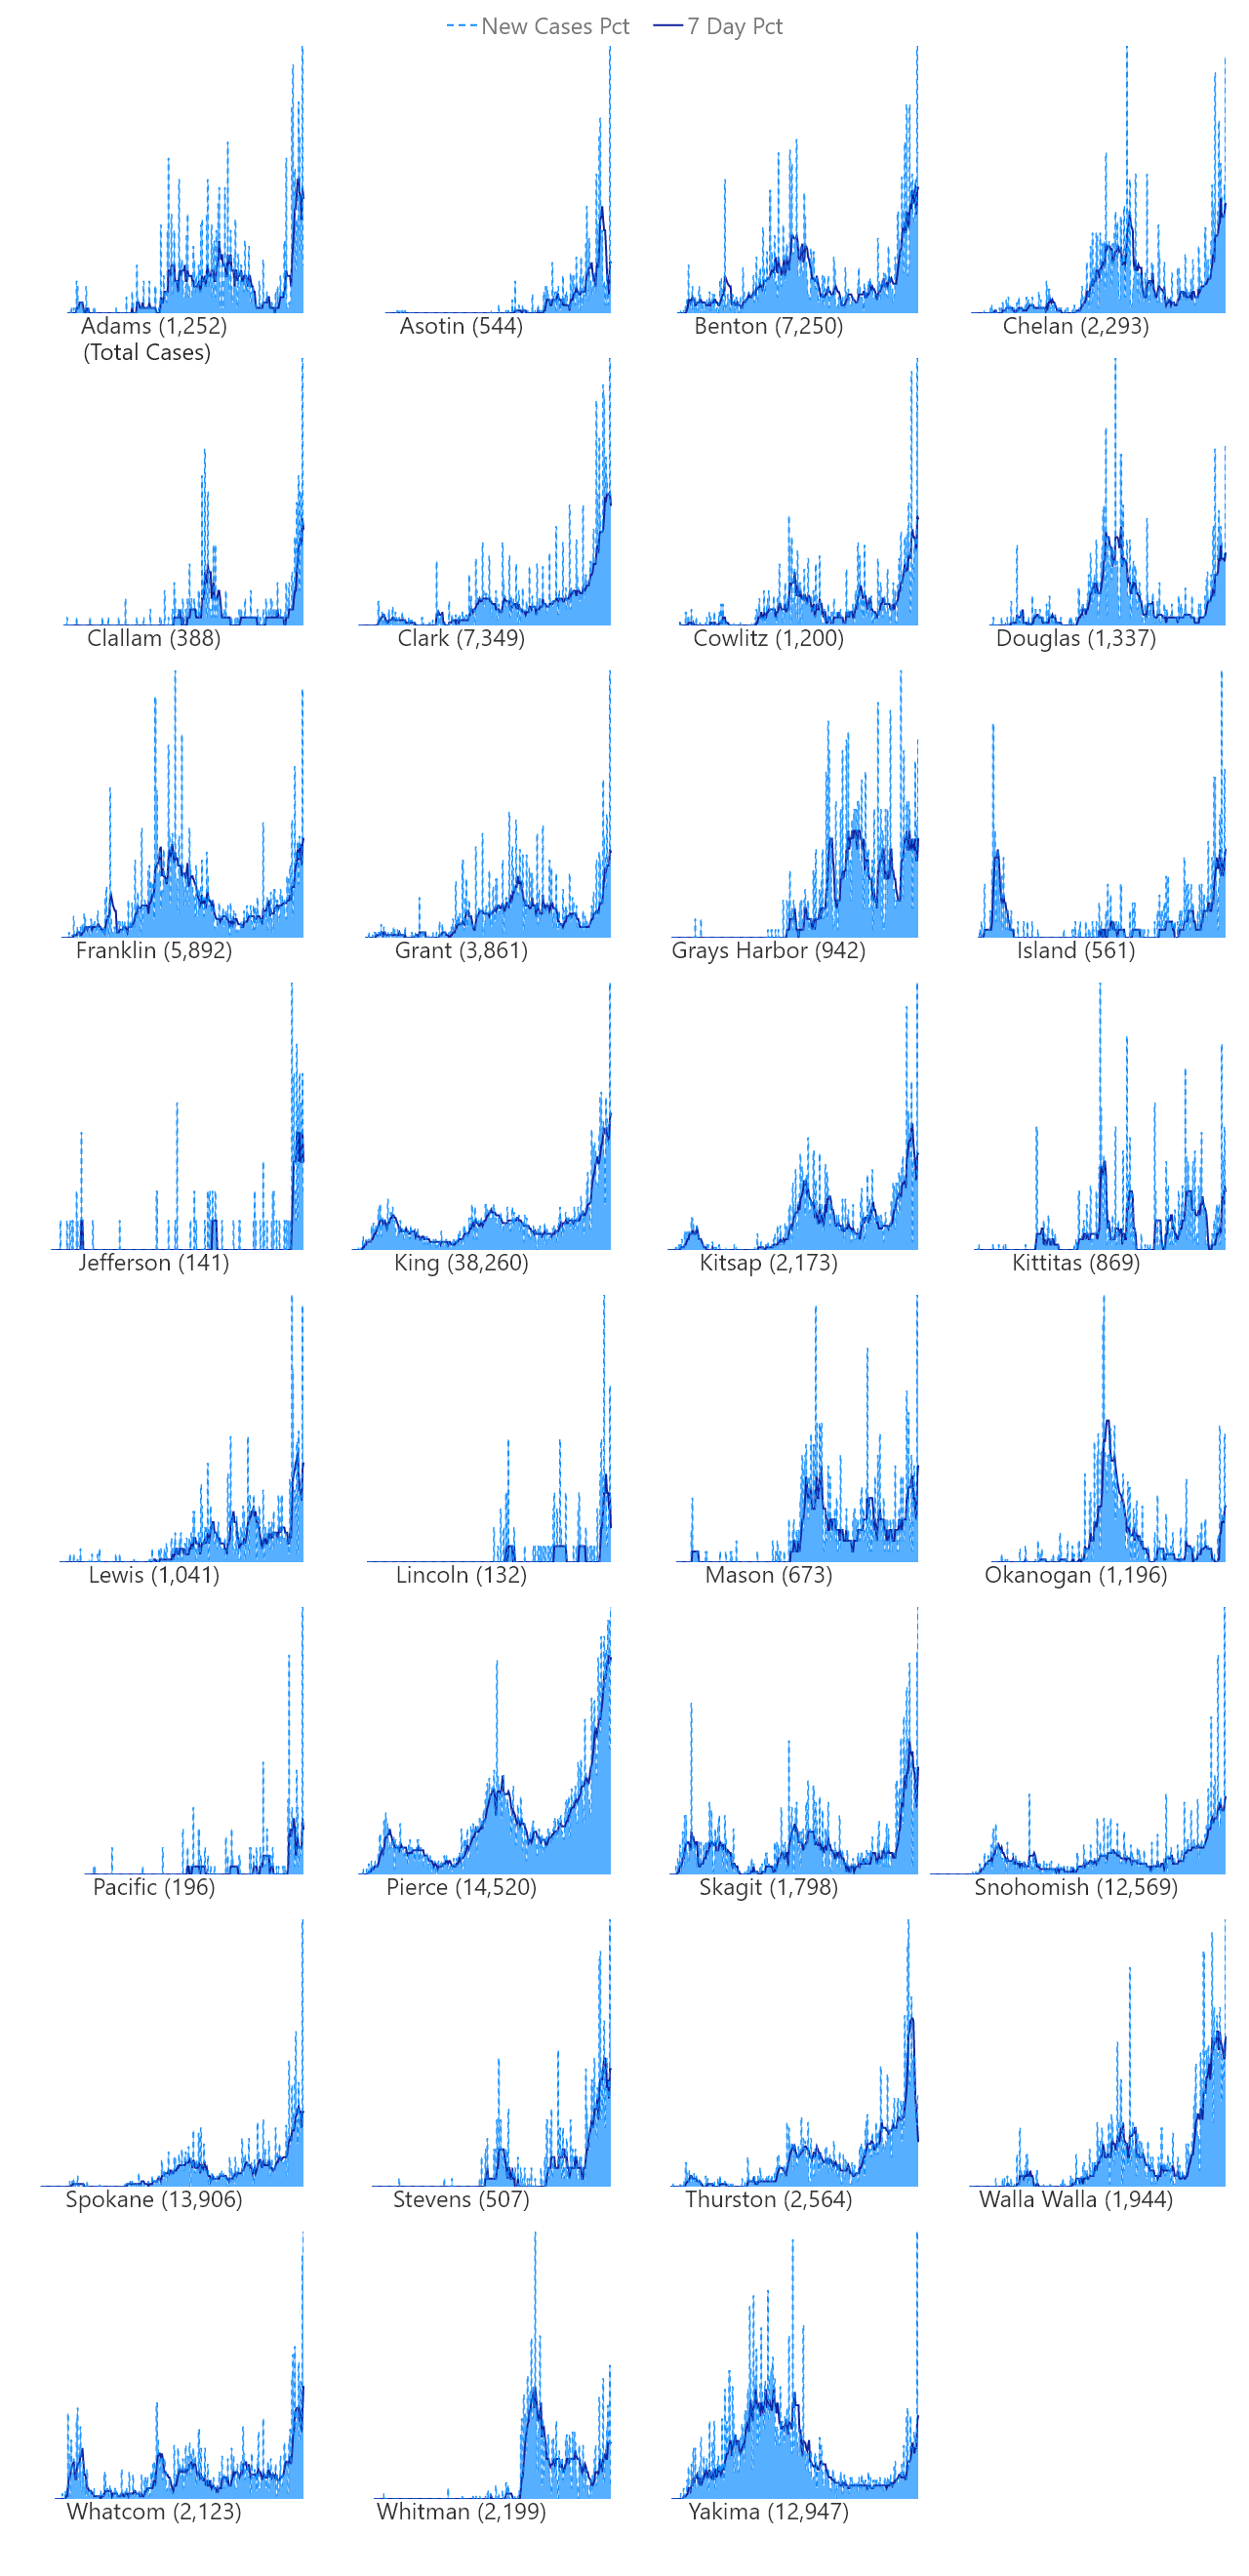 New Cases Pct 7 Day Pct
Adams (1,252) Asotin (544) Benton (7,250) Chelan (2,293)
(Total Cases)
Clallam (388) Clark (7,349) Cowlitz (1,200) Douglas (1,337)
Franklin (5,892) Grant (3,861) Grays Harbor (942) Island (561)
Jefferson (141) King (38,260) Kitsap (2,173) Kittitas (869)
Lewis (1,041) Lincoln (132) Mason (673) Okanogan (1,196)
Pacific (196) Pierce (14,520) Skagit (1,798) Snohomish (12,569)
Spokane (13,906) Stevens (507) Thurston (2,564) Walla Walla (1,944)
Whatcom (2,123) Whitman (2,199) Yakima (12,947)